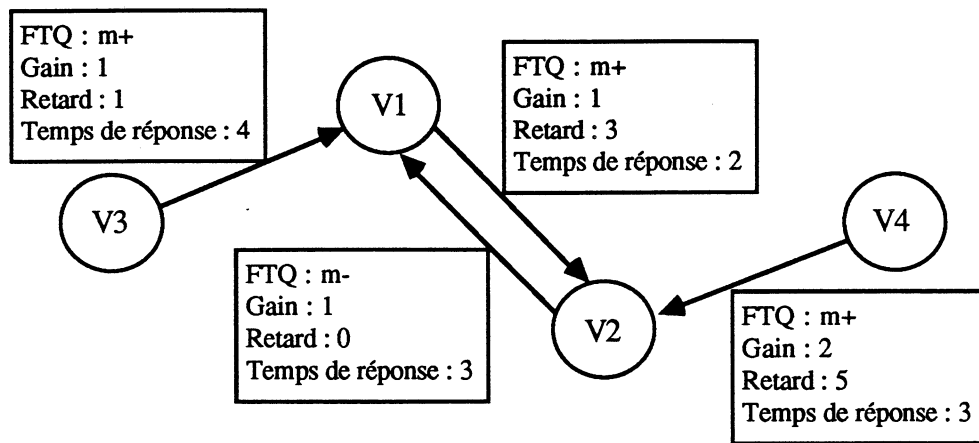 FTQ : m+
Gain : 1
Retard : 1
Temps de réponse : 4
V1
FTQ : m+
Gain : 1
Retard : 3
Temps de réponse : 2
V3
V4
FTQ : m-
Gain : 1
Retard : 0
Temps de réponse : 3
V2
FTQ : m+
Gain : 2
Retard : 5
Temps de réponse : 3